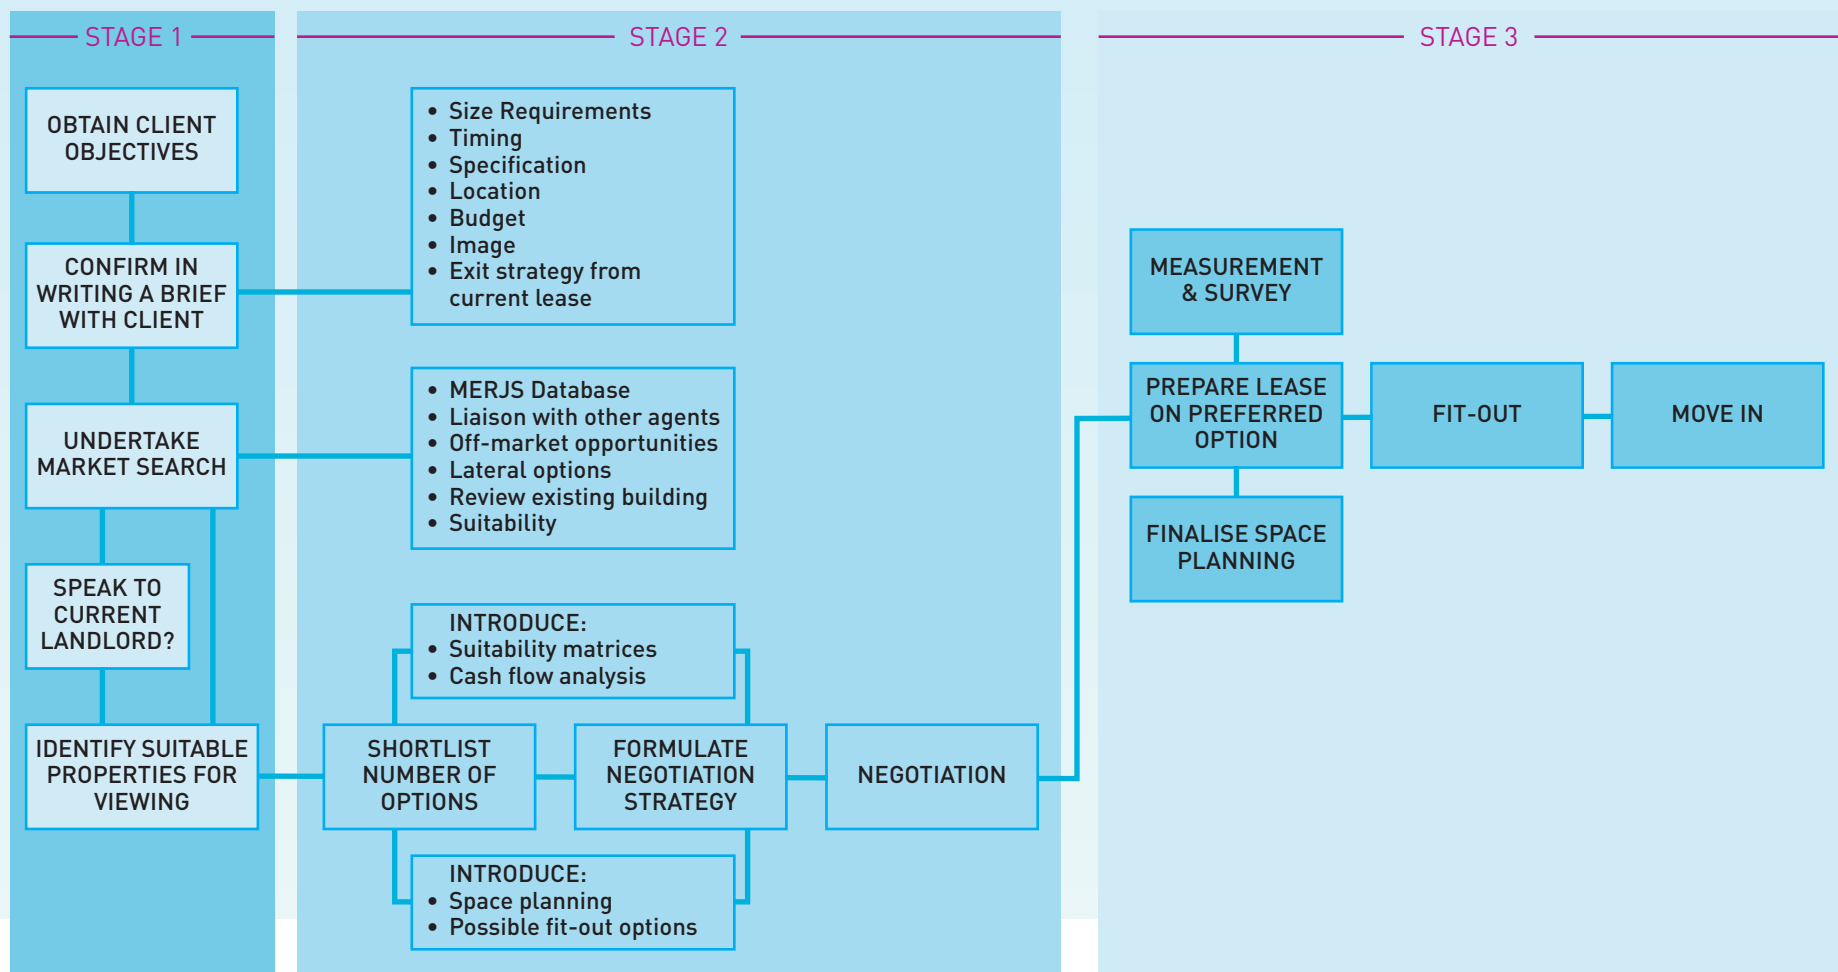 STAGE 1
OBTAIN CLIENT
OBJECTIVES
CONFIRM IN
WRITING A BRIEF
WITH CLIENT
UNDERTAKE
MARKET SEARCH
SPEAK TO
CURRENT
LANDLORD?
IDENTIFY SUITABLE
PROPERTIES FOR
VIEWING
STAGE 2
• Size Requirements
• Timing
• Specification
• Location
• Budget
• Image
• Exit strategy from
current lease
• MERJS Database
• Liaison with other agents
• Off-market opportunities
• Lateral options
• Review existing building
• Suitability
INTRODUCE:
• Suitability matrices
• Cash flow analysis
SHORTLIST
NUMBER OF
OPTIONS
FORMULATE
NEGOTIATION
STRATEGY
NEGOTIATION
INTRODUCE:
• Space planning
• Possible fit-out options
STAGE 3
MEASUREMENT
& SURVEY
PREPARE LEASE
ON PREFERRED
OPTION
FIT-OUT
MOVE IN
FINALISE SPACE
PLANNING